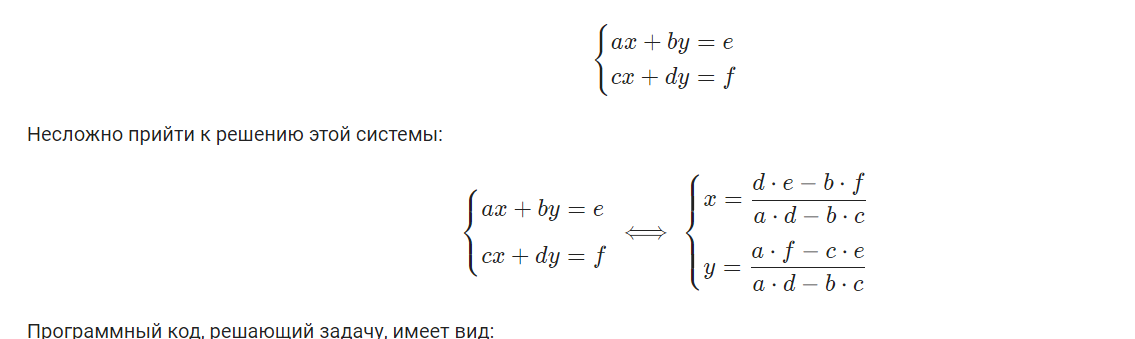 ax + by = e
cx + dy = f
Несложно прийти к решению этой системы:
{ ax + by = e, cx + dy = f ⟺ { x = (d · e − b · f) / (a · d − b · c), y = (a · f − c · e) / (a · d − b · c)
Программный код, решающий задачу, имеет вид: